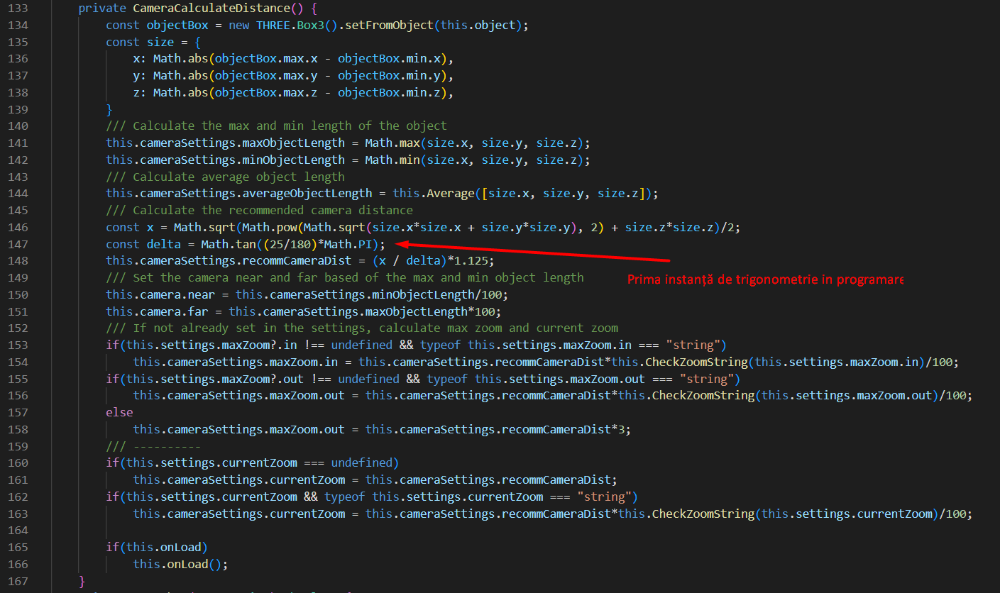 133 private CameraCalculateDistance() {
134 const objectBox = new THREE.Box3().setFromObject(this.object);
135 const size = {
136 x: Math.abs(objectBox.max.x - objectBox.min.x),
137 y: Math.abs(objectBox.max.y - objectBox.min.y),
138 z: Math.abs(objectBox.max.z - objectBox.min.z),
139 }
140 /// Calculate the max and min length of the object
141 this.cameraSettings.maxObjectLength = Math.max(size.x, size.y, size.z);
142 this.cameraSettings.minObjectLength = Math.min(size.x, size.y, size.z);
143 /// Calculate average object length
144 this.cameraSettings.averageObjectLength = this.Average([size.x, size.y, size.z]);
145 /// Calculate the recommended camera distance
146 const x = Math.sqrt(Math.pow(Math.sqrt(size.x*size.x + size.y*size.y), 2) + size.z*size.z)/2;
147 const delta = Math.tan((25/180)*Math.PI);
148 this.cameraSettings.recommCameraDist = (x / delta)*1.125;
149 /// Set the camera near and far based of the max and min object length
Prima instanță de trigonometrie in programare
150 this.camera.near = this.cameraSettings.minObjectLength/100;
151 this.camera.far = this.cameraSettings.maxObjectLength*100;
152 /// If not already set in the settings, calculate max zoom and current zoom
153 if(this.settings.maxZoom?.in !== undefined && typeof this.settings.maxZoom.in === "string")
154 this.cameraSettings.maxZoom.in = this.cameraSettings.recommCameraDist*this.CheckZoomString(this.settings.maxZoom.in)/100;
155 if(this.settings.maxZoom?.out !== undefined && typeof this.settings.maxZoom.out === "string")
156 this.cameraSettings.maxZoom.out = this.cameraSettings.recommCameraDist*this.CheckZoomString(this.settings.maxZoom.out)/100;
157 else
158 this.cameraSettings.maxZoom.out = this.cameraSettings.recommCameraDist*3;
159 /// ----------
160 if(this.settings.currentZoom === undefined)
161 this.cameraSettings.currentZoom = this.cameraSettings.recommCameraDist;
162 if(this.settings.currentZoom && typeof this.settings.currentZoom === "string")
163 this.cameraSettings.currentZoom = this.cameraSettings.recommCameraDist*this.CheckZoomString(this.settings.currentZoom)/100;
164
165 if(this.onLoad)
166 this.onLoad();
167 }